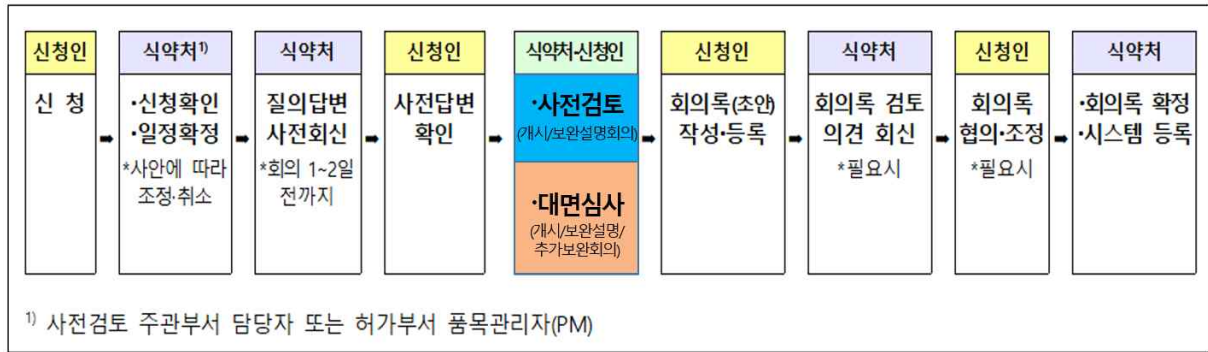 신청인
신 청
식약처1)
·신청확인
·일정확정
*사안에 따라
조정·취소
식약처
질의답변
사전회신
*회의 1~2일
전까지
신청인
사전답변
확인
식약처-신청인
·사전검토
(개시/보완설명회의)
·대면심사
(개시/보완설명/
추가보완회의)
신청인
회의록(초안)
작성·등록
식약처
회의록 검토
의견 회신
*필요시
신청인
회의록
협의·조정
*필요시
식약처
·회의록 확정
·시스템 등록
1) 사전검토 주관부서 담당자 또는 허가부서 품목관리자(PM)